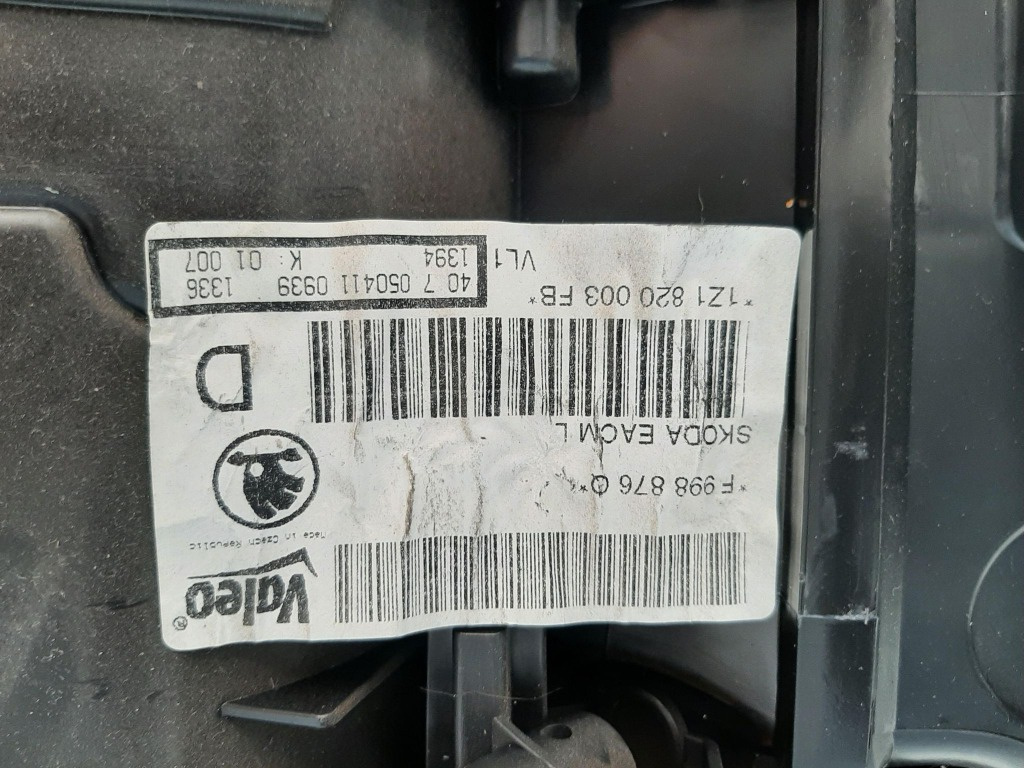 Valeo®
Made in Czech Republic
*F998 876 Q*
SKODA EACM L
D
*1Z1 820 003 FB*
VL1
40 7 050411 0939 1336
1394 K: 01 007